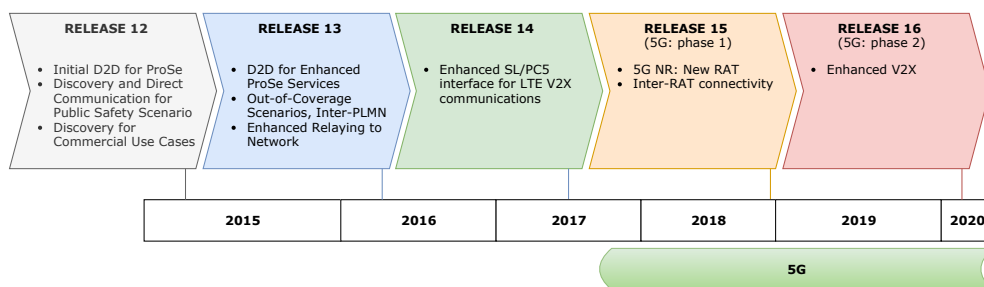 RELEASE 12
• Initial D2D for ProSe
• Discovery and Direct
Communication for
Public Safety Scenario
• Discovery for
Commercial Use Cases
RELEASE 13
• D2D for Enhanced
ProSe Services
• Out-of-Coverage
Scenarios, Inter-PLMN
• Enhanced Relaying to
Network
RELEASE 14
• Enhanced SL/PC5
interface for LTE V2X
communications
RELEASE 15
(5G: phase 1)
• 5G NR: New RAT
• Inter-RAT connectivity
RELEASE 16
(5G: phase 2)
• Enhanced V2X
2015
2016
2017
2018
2019
2020
5G